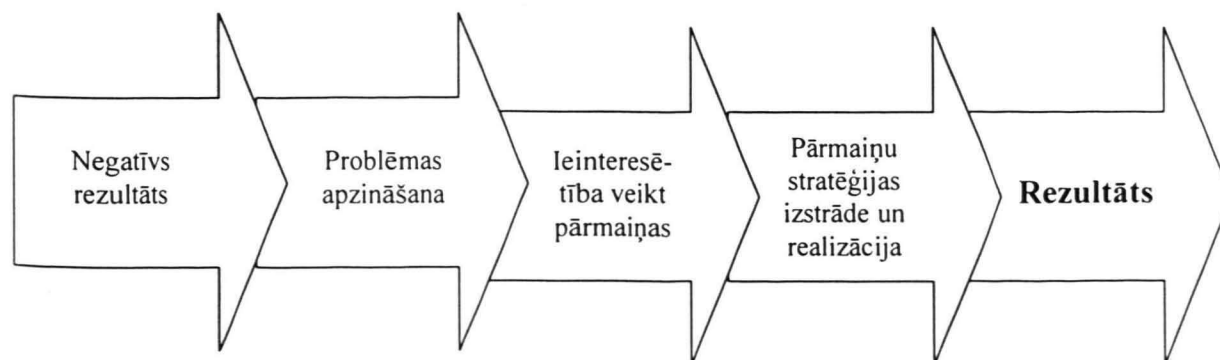 Negatīvs
rezultāts
Problēmas
apzināšana
Ieinteresē-
tība veikt
pārmaiņas
Pārmaiņu
stratēģijas
izstrāde un
realizācija
Rezultāts